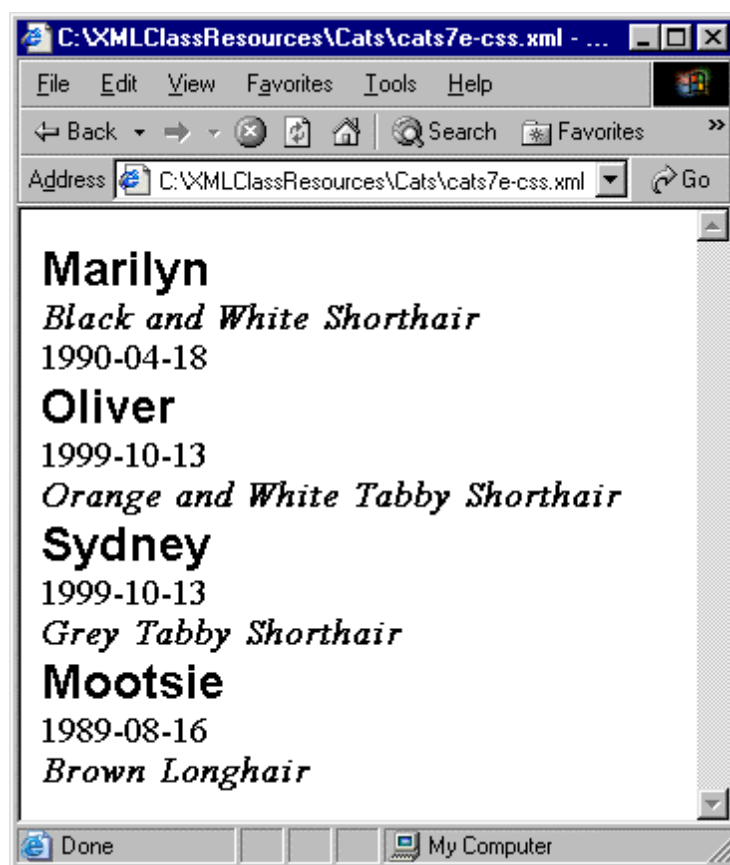 C:\XMLClassResources\Cats\cats7e-css.xml - ...
File Edit View Favorites Tools Help
Back Search Favorites »
Address C:\XMLClassResources\Cats\cats7e-css.xml Go
Marilyn
Black and White Shorthair
1990-04-18
Oliver
1999-10-13
Orange and White Tabby Shorthair
Sydney
1999-10-13
Grey Tabby Shorthair
Mootsie
1989-08-16
Brown Longhair
Done My Computer